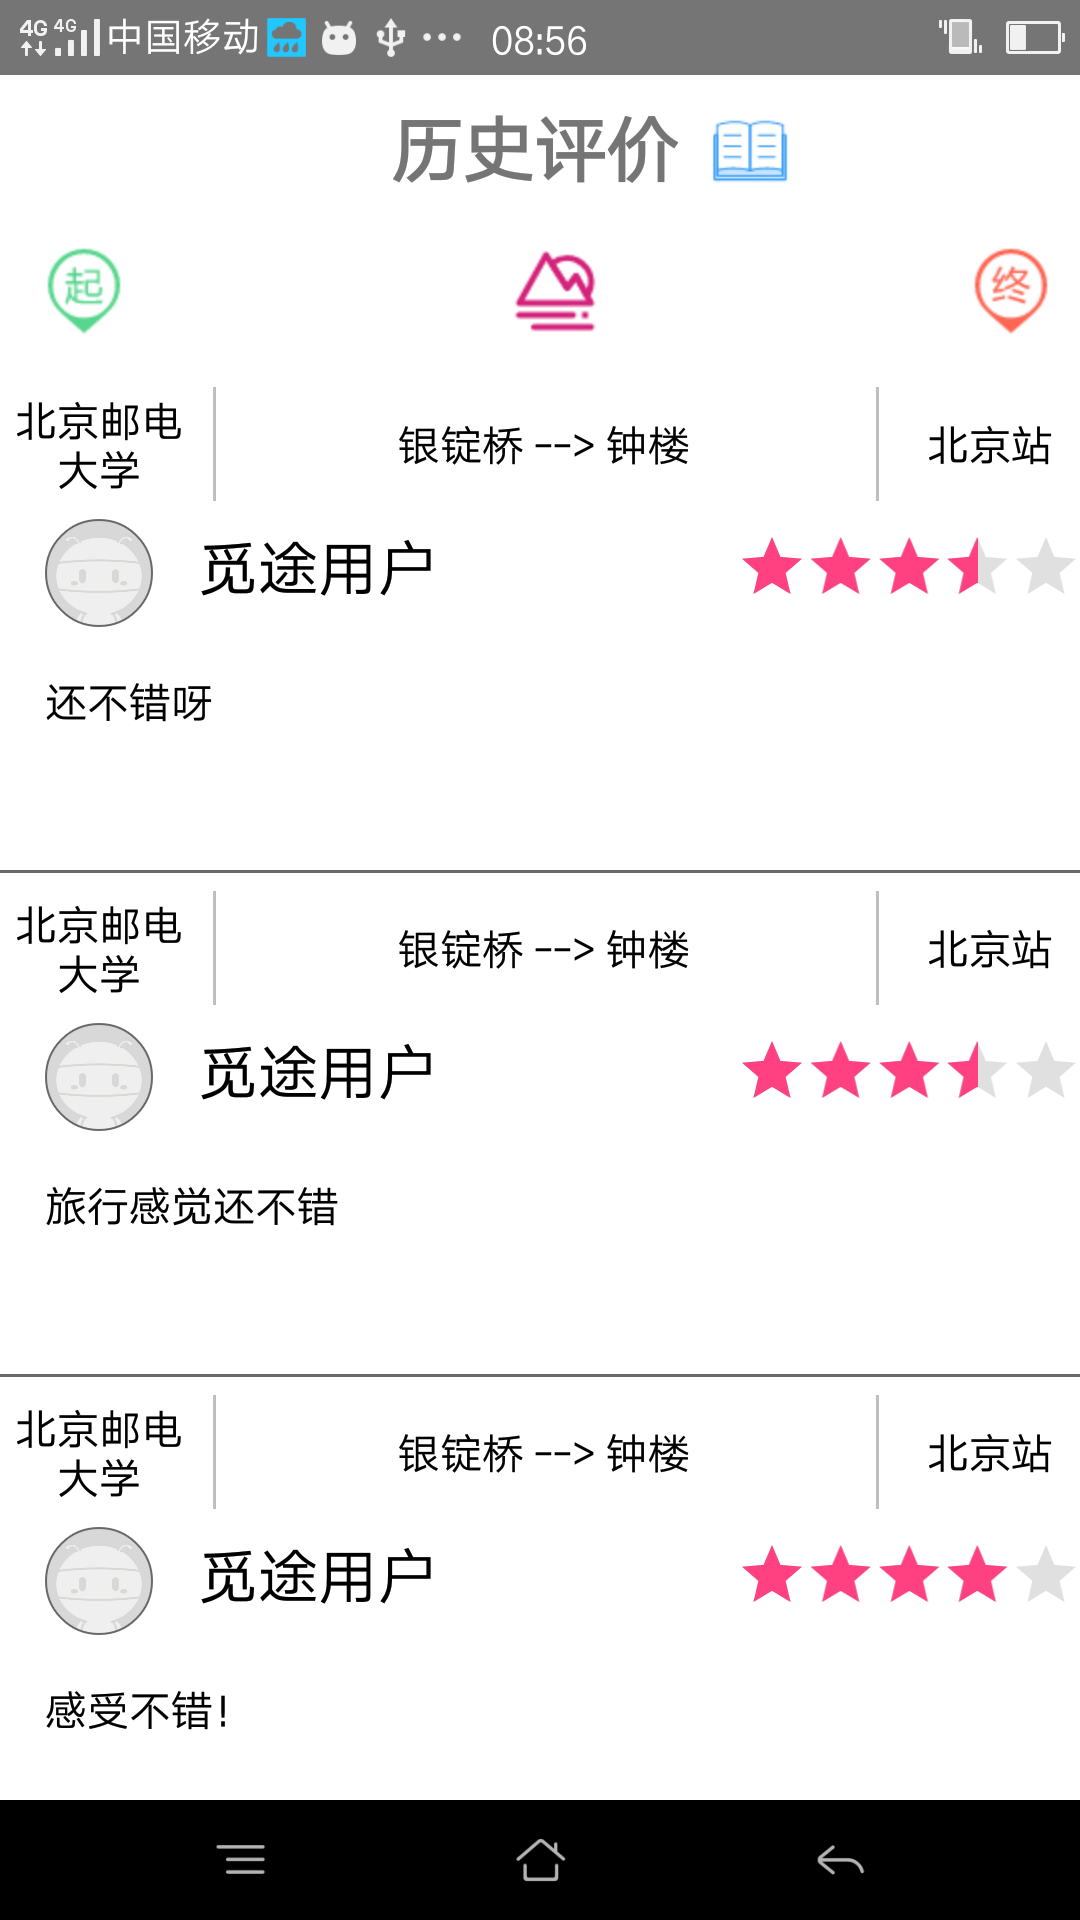 4G 4G 中国移动 08:56
历史评价
起 终
北京邮电
大学
银锭桥 --> 钟楼
北京站
觅途用户
还不错呀
北京邮电
大学
银锭桥 --> 钟楼
北京站
觅途用户
旅行感觉还不错
北京邮电
大学
银锭桥 --> 钟楼
北京站
觅途用户
感受不错!